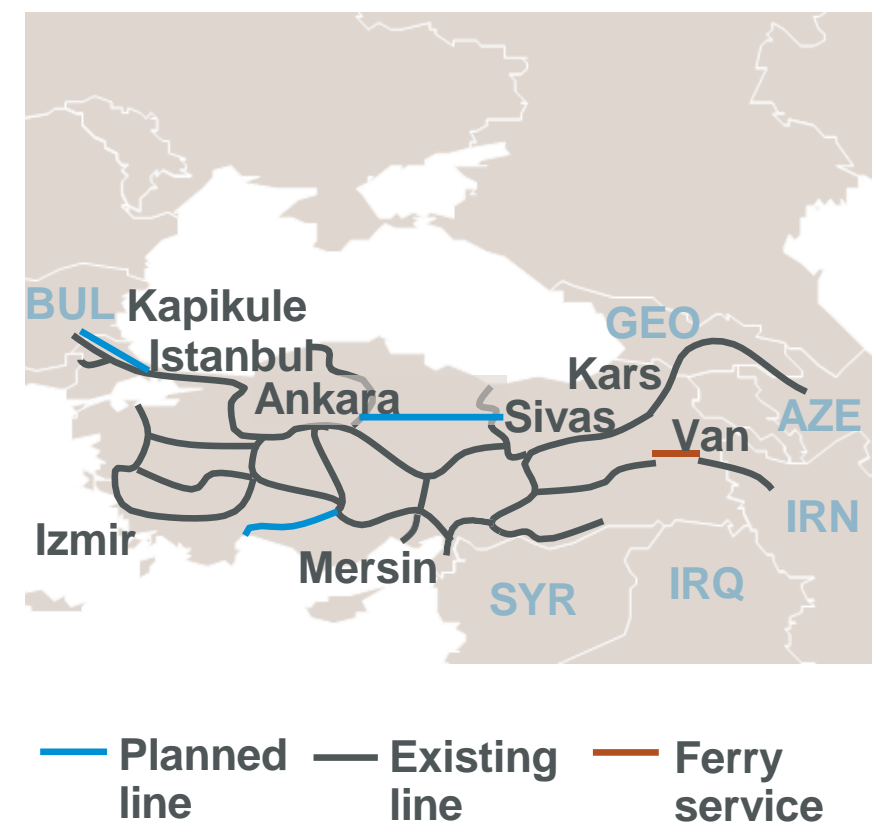 BUL Kapikule
GEO
Istanbul
Kars
Ankara
Sivas
AZE
Van
IRN
Izmir
Mersin
IRQ
SYR
Planned line
Existing line
Ferry service